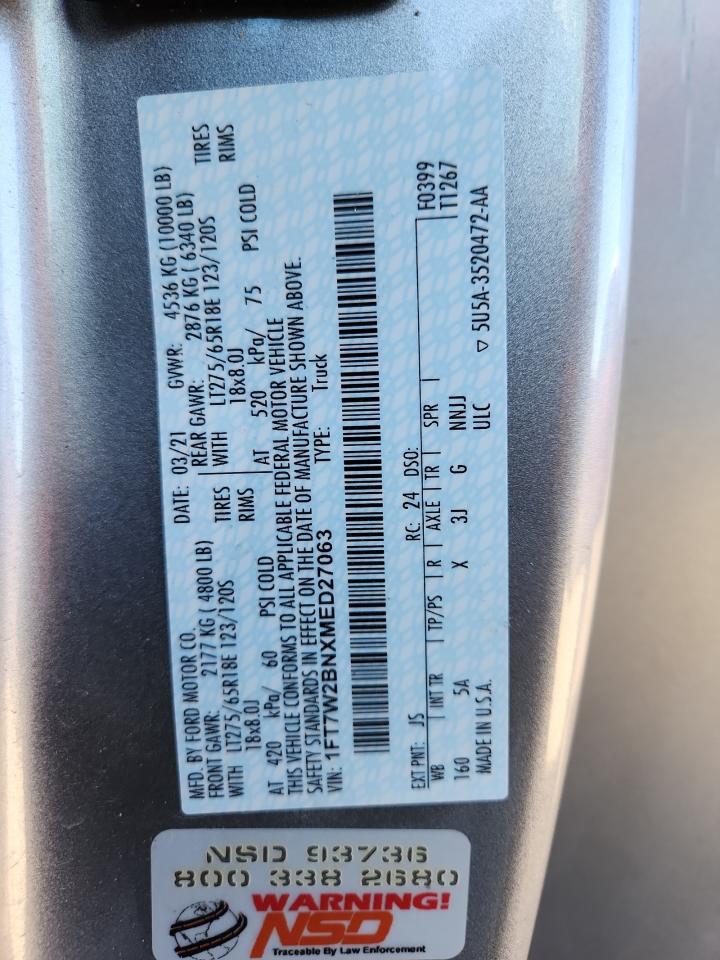 MFD. BY FORD MOTOR CO.
DATE: 03/21 GVWR: 4536 KG (10000 LB)
FRONT GAWR: 2177 KG ( 4800 LB) REAR GAWR: 2876 KG ( 6340 LB)
WITH LT275/65R18E 123/120S TIRES WITH LT275/65R18E 123/120S TIRES
18x8.0J RIMS 18x8.0J RIMS
AT 420 kPa/ 60 PSI COLD AT 520 kPa/ 75 PSI COLD
THIS VEHICLE CONFORMS TO ALL APPLICABLE FEDERAL MOTOR VEHICLE
SAFETY STANDARDS IN EFFECT ON THE DATE OF MANUFACTURE SHOWN ABOVE.
VIN: 1FT7W2BNXMED27063 TYPE: Truck
EXT PNT: JS RC: 24 DSO: F0399
WB INT TR TP/PS R AXLE TR SPR T1267
160 5A X 3J G NNJJ
MADE IN U.S.A. ULC ▽ 5U5A-3520472-AA
NSD 93736
800 338 2680
WARNING!
NSD
Traceable By Law Enforcement